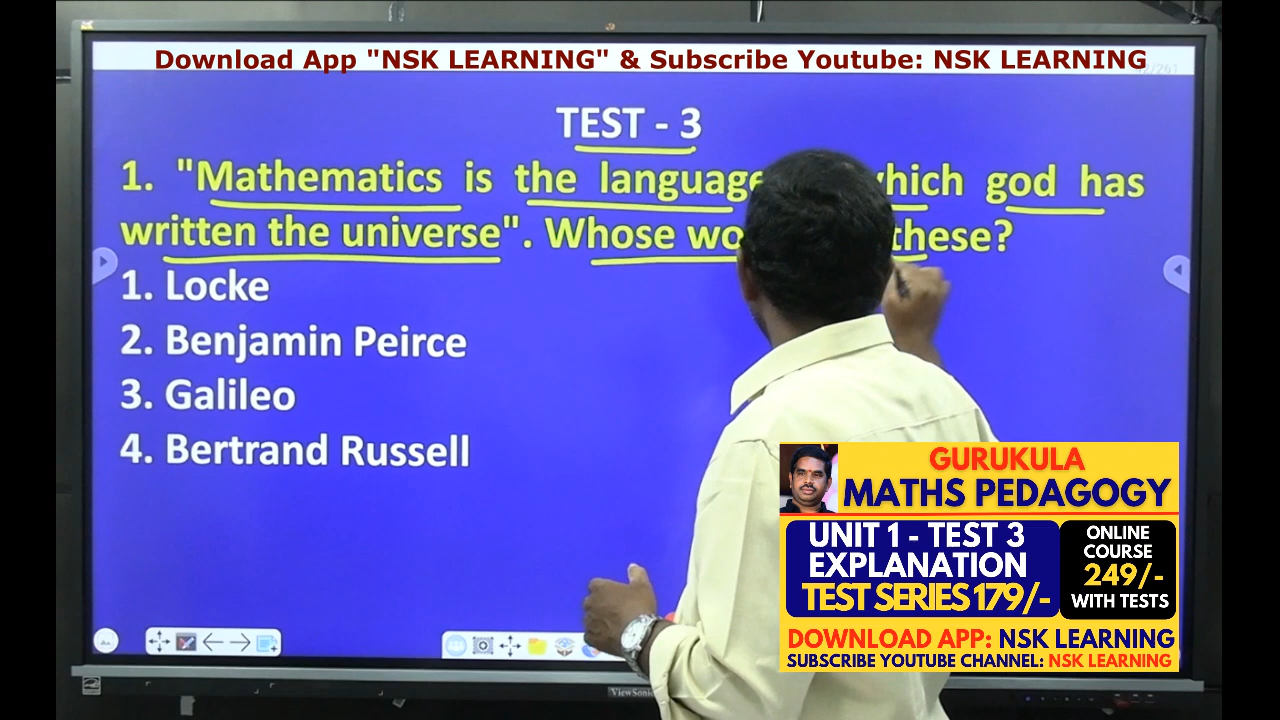 Download App "NSK LEARNING" & Subscribe Youtube: NSK LEARNING
TEST - 3
1. "Mathematics is the language which god has
written the universe". Whose these?
1. Locke
2. Benjamin Peirce
3. Galileo
4. Bertrand Russell
GURUKULA
MATHS PEDAGOGY
UNIT 1 - TEST 3
EXPLANATION
TEST SERIES 179/-
ONLINE
COURSE
249/-
WITH TESTS
DOWNLOAD APP: NSK LEARNING
SUBSCRIBE YOUTUBE CHANNEL: NSK LEARNING
ViewSonic